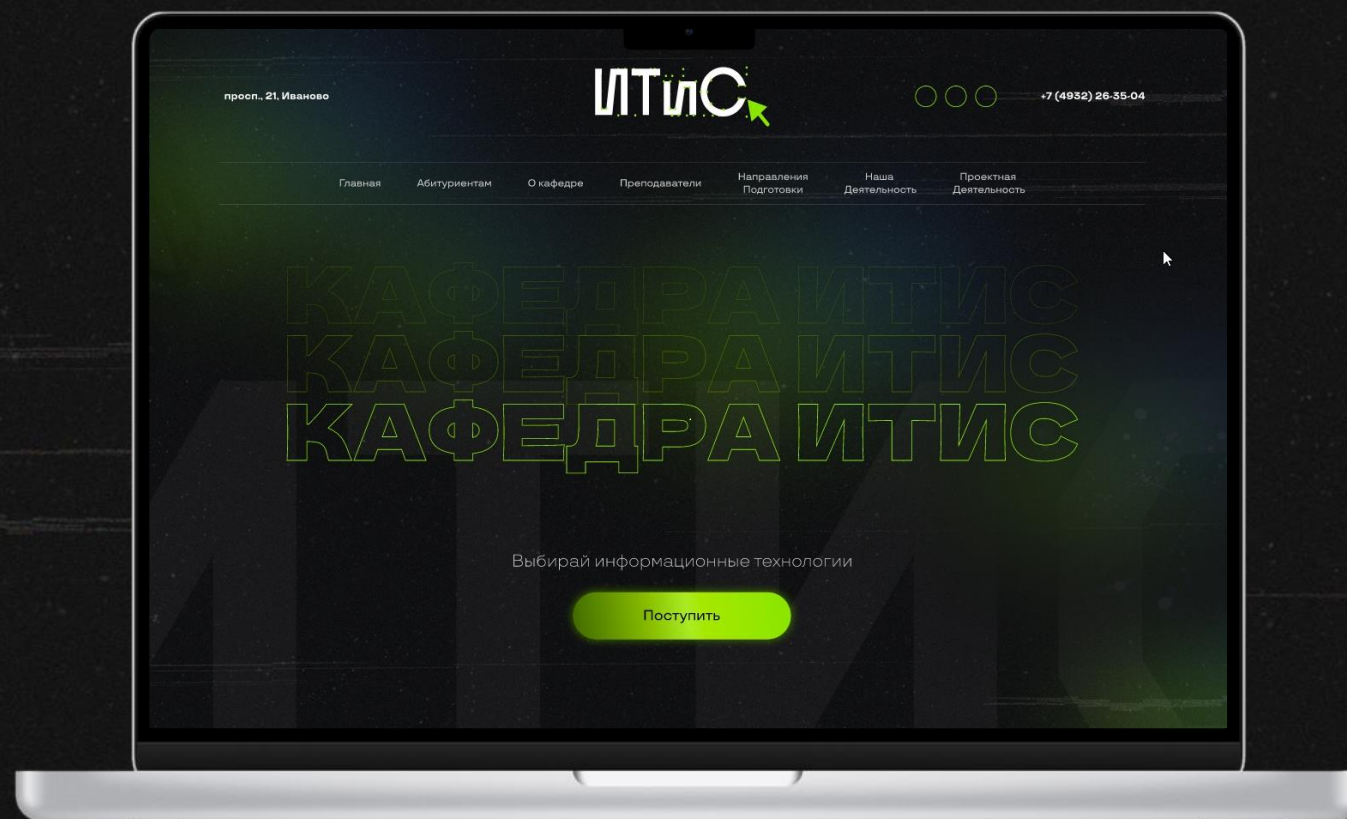 просп., 21, Иваново
ИТиС
+7 (4932) 26-35-04
Главная
Абитуриентам
О кафедре
Преподаватели
Направления
Подготовки
Наша
Деятельность
Проектная
Деятельность
КАФЕДРА ИТИС
КАФЕДРА ИТИС
КАФЕДРА ИТИС
ИТИС
Выбирай информационные технологии
Поступить